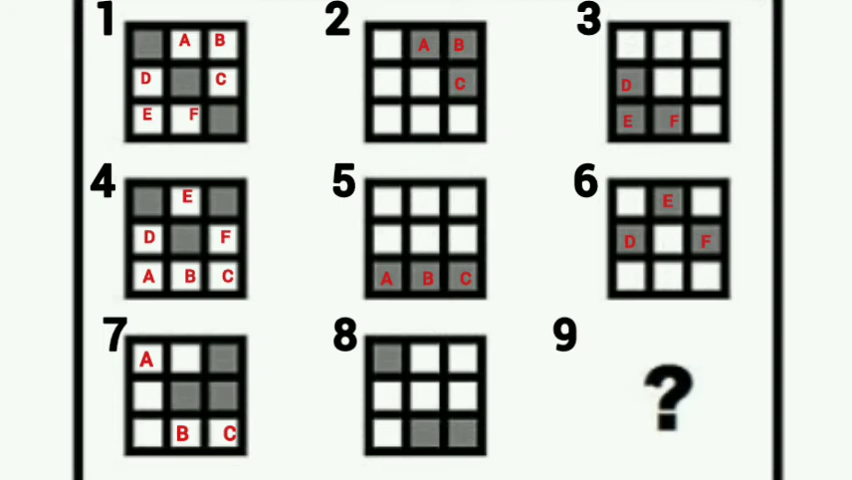 1 2 3
A B A B
D C C D
E F E F
4 5 6
E E
D F D F
A B C A B C
7 8 9
A
?
B C